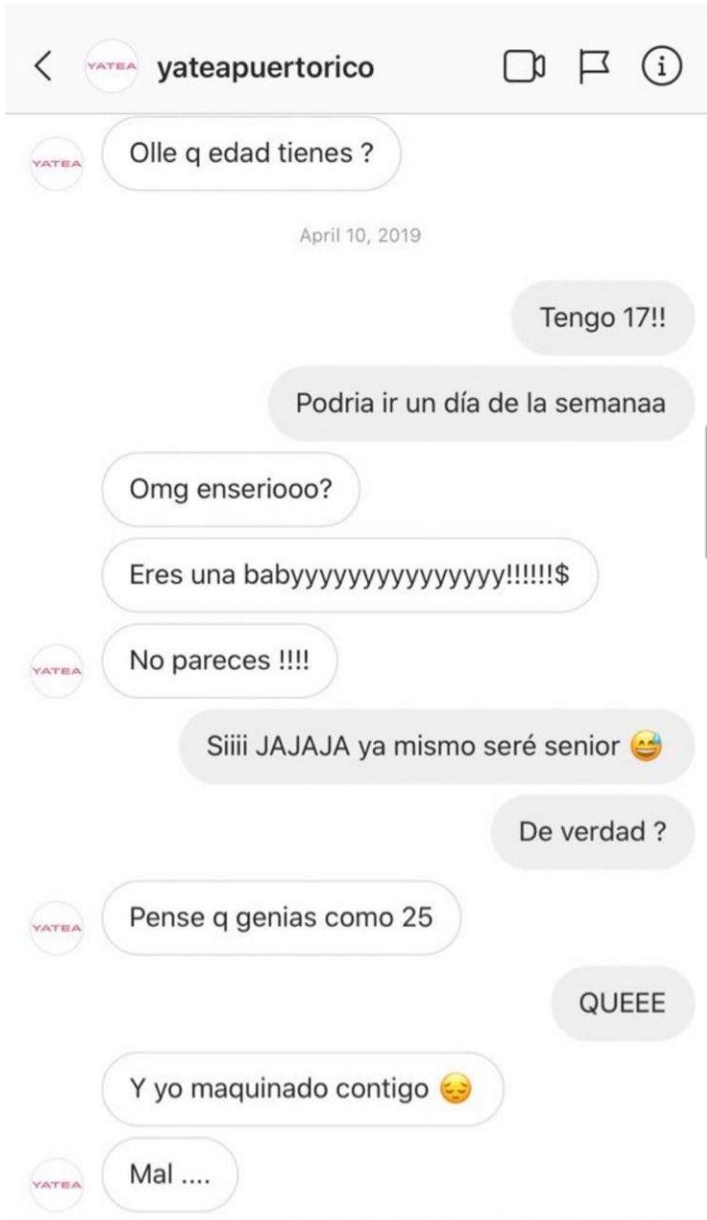 YATEA yateapuertorico
Olle q edad tienes ?
YATEA
April 10, 2019
Tengo 17!!
Podria ir un día de la semanaa
Omg enseriooo?
Eres una babyyyyyyyyyyyyyyy!!!!!!$
No pareces !!!!
YATEA
Siiii JAJAJA ya mismo seré senior 😅
De verdad ?
Pense q genias como 25
YATEA
QUEEE
Y yo maquinado contigo 😔
Mal ....
YATEA